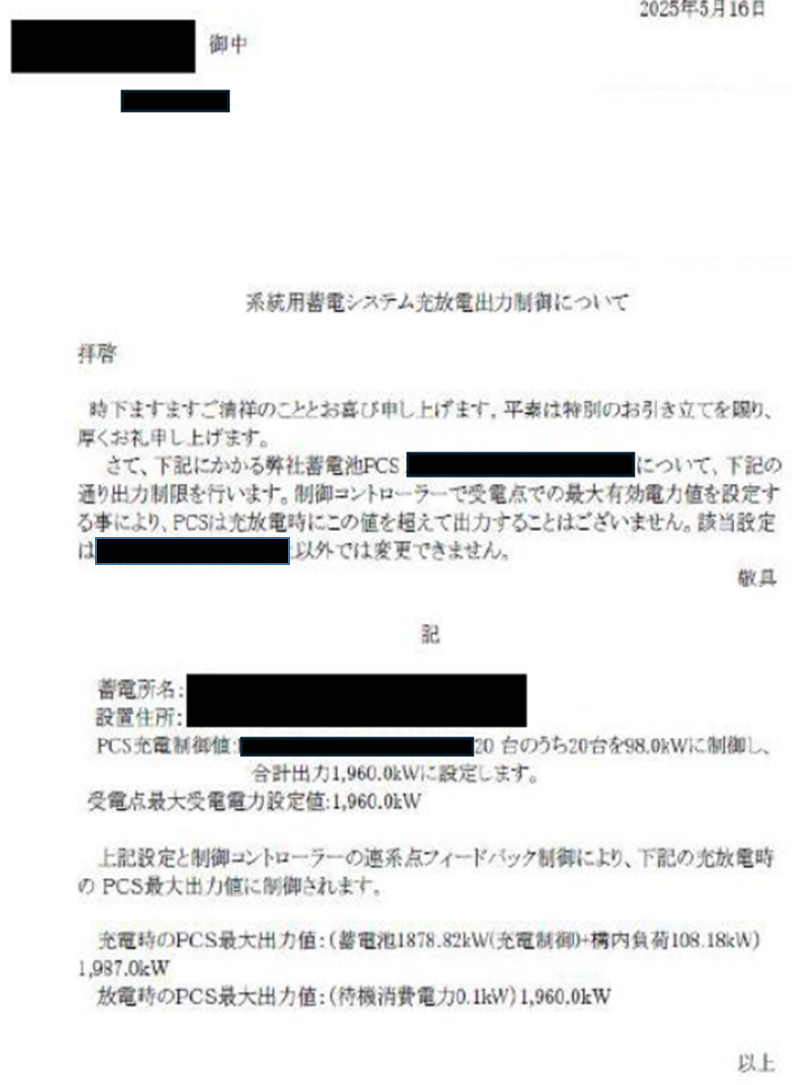 2025年5月16日
御中
系統用蓄電システム充放電出力制御について
拝啓
時下ますますご清祥のこととお喜び申し上げます。平素は特別のお引き立てを賜り、
厚くお礼申し上げます。
さて、下記にかかる弊社蓄電池PCS について、下記の
通り出力制限を行います。制御コントローラーで受電点での最大有効電力値を設定す
る事により、PCSは充放電時にこの値を超えて出力することはございません。該当設定
は 以外では変更できません。
敬具
記
蓄電所名:
設置住所:
PCS充電制御値: 20 台のうち20台を98.0kWに制御し、
合計出力1,960.0kWに設定します。
受電点最大受電電力設定値:1,960.0kW
上記設定と制御コントローラーの連系点フィードバック制御により、下記の充放電時
の PCS最大出力値に制御されます。
充電時のPCS最大出力値:(蓄電池1878.82kW(充電制御)+構内負荷108.18kW)
1,987.0kW
放電時のPCS最大出力値:(待機消費電力0.1kW)1,960.0kW
以上